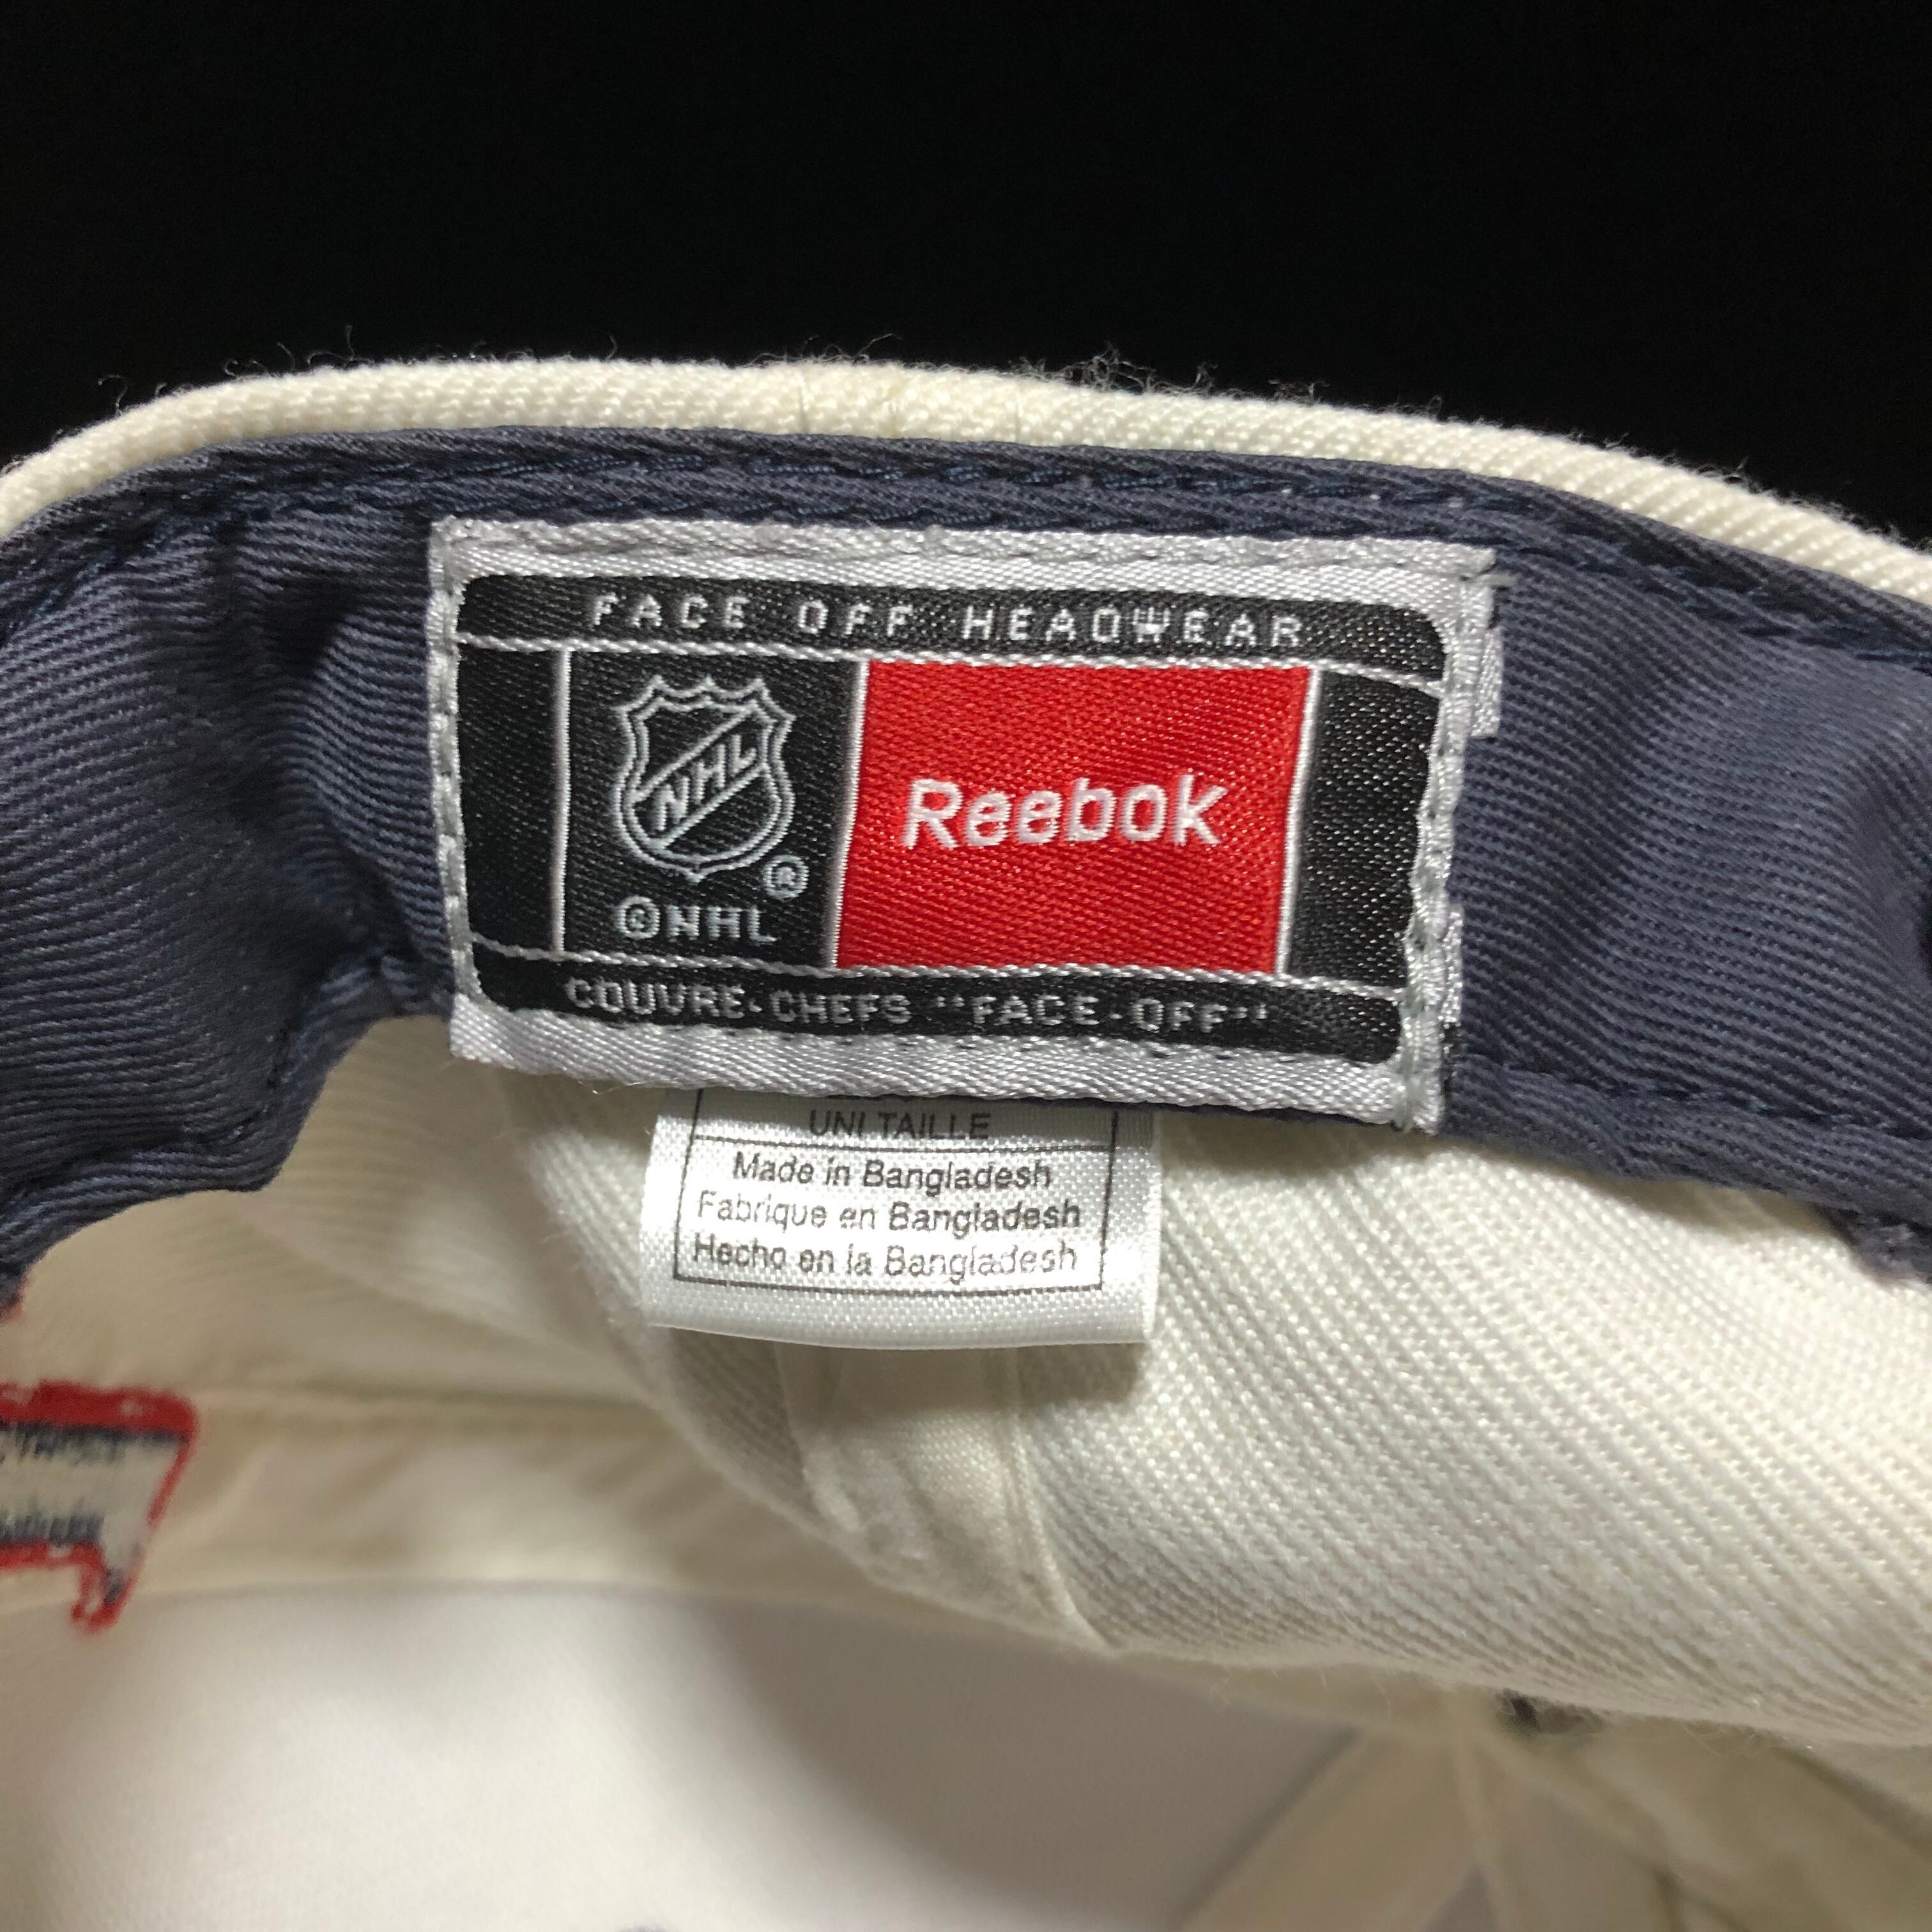 FACE OFF HEADWEAR
NHL ®
©NHL
Reebok
COUVRE-CHEFS "FACE-OFF"
UNI TAILLE
Made in Bangladesh
Fabrique en Bangladesh
Hecho en la Bangladesh